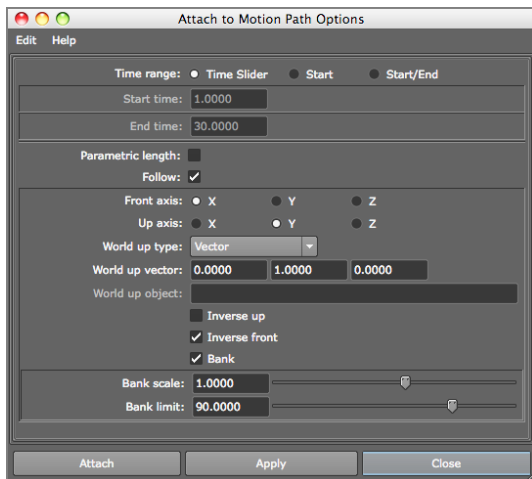 Attach to Motion Path Options
Edit Help
Time range: Time Slider Start Start/End
Start time: 1.0000
End time: 30.0000
Parametric length:
Follow:
Front axis: X Y Z
Up axis: X Y Z
World up type: Vector
World up vector: 0.0000 1.0000 0.0000
World up object:
Inverse up
Inverse front
Bank
Bank scale: 1.0000
Bank limit: 90.0000
Attach Apply Close